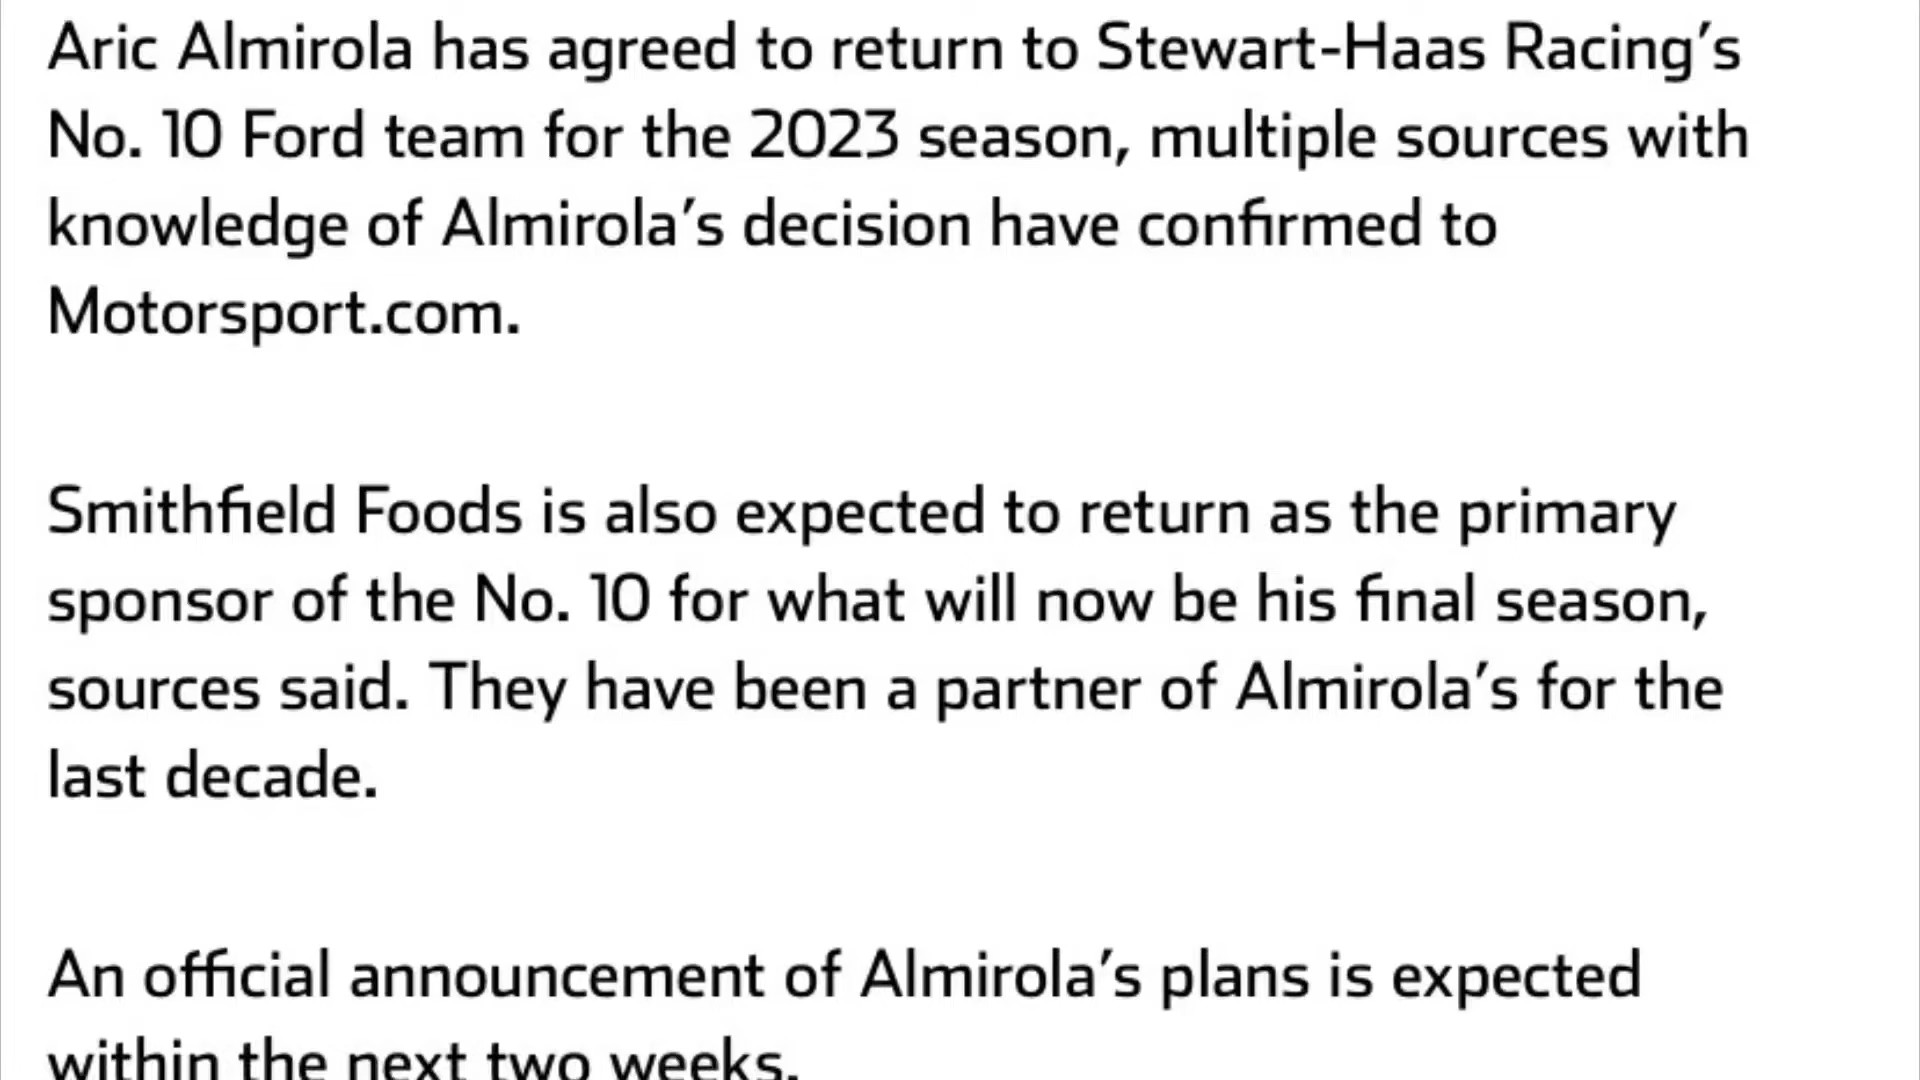 Aric Almirola has agreed to return to Stewart-Haas Racing’s
No. 10 Ford team for the 2023 season, multiple sources with
knowledge of Almirola’s decision have confirmed to
Motorsport.com.
Smithfield Foods is also expected to return as the primary
sponsor of the No. 10 for what will now be his final season,
sources said. They have been a partner of Almirola’s for the
last decade.
An official announcement of Almirola’s plans is expected
within the next two weeks.